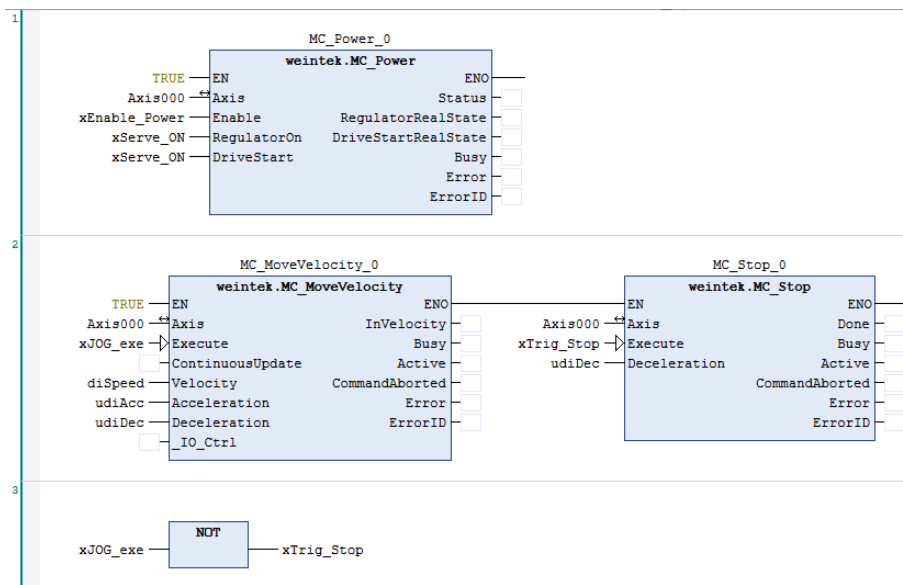 1
MC_Power_0
weintek.MC_Power
TRUE EN ENO
Axis000 Axis Status
xEnable_Power Enable RegulatorRealState
xServe_ON RegulatorOn DriveStartRealState
xServe_ON DriveStart Busy
Error
ErrorID
2
MC_MoveVelocity_0 MC_Stop_0
weintek.MC_MoveVelocity weintek.MC_Stop
TRUE EN ENO EN ENO
Axis000 Axis InVelocity Axis000 Axis Done
xJOG_exe Execute Busy xTrig_Stop Execute Busy
ContinuousUpdate Active udiDec Deceleration Active
diSpeed Velocity CommandAborted CommandAborted
udiAcc Acceleration Error Error
udiDec Deceleration ErrorID ErrorID
_IO_Ctrl
3
NOT
xJOG_exe xTrig_Stop